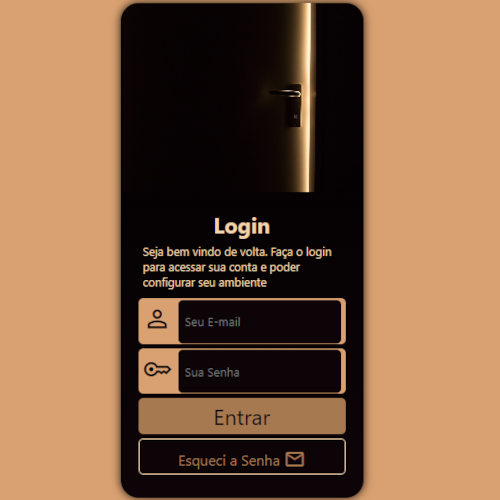 Login
Seja bem vindo de volta. Faça o login
para acessar sua conta e poder
configurar seu ambiente
Seu E-mail
Sua Senha
Entrar
Esqueci a Senha